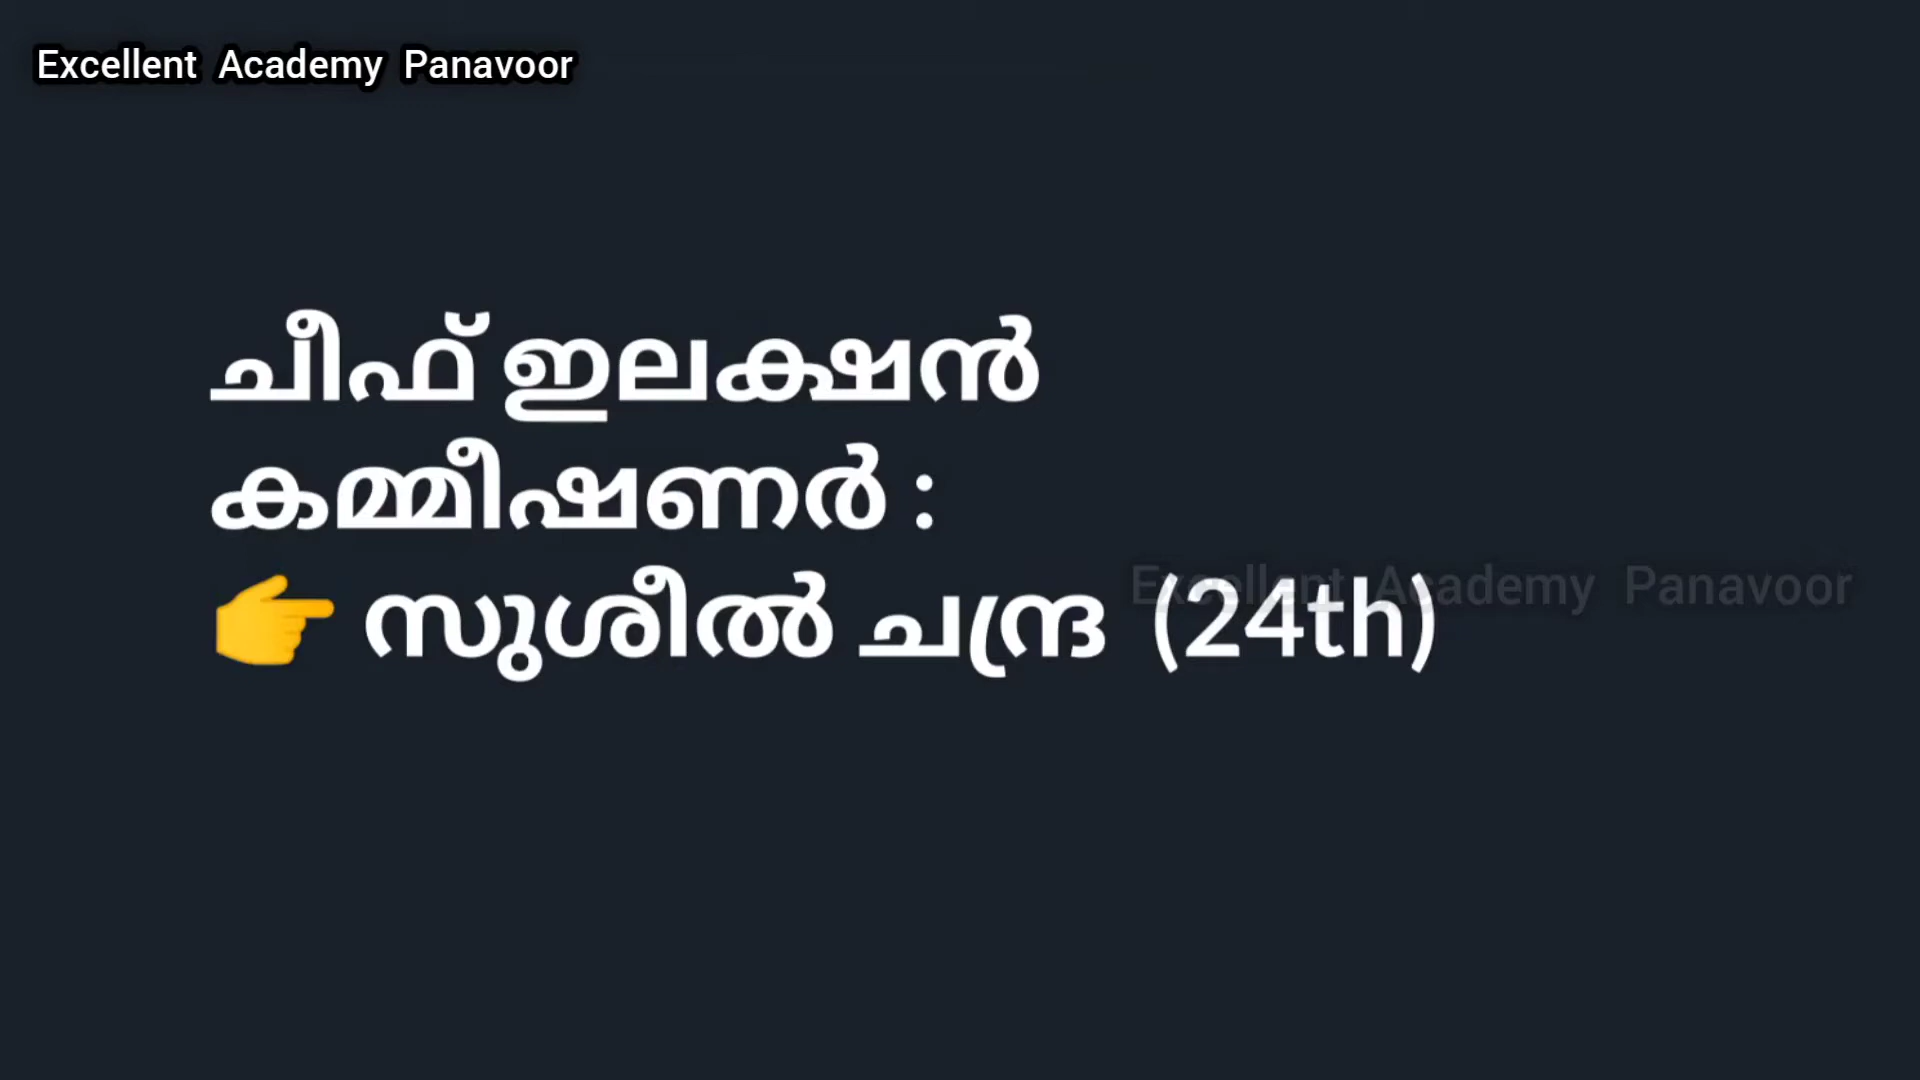 Excellent Academy Panavoor
ചീഫ് ഇലക്ഷൻ
കമ്മീഷണർ :
👉 സുശീൽ ചന്ദ്ര (24th)
Excellent Academy Panavoor